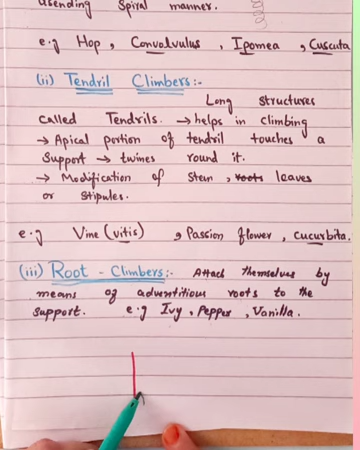 asending Spiral manner.
e.g Hop, Convolvulus, Ipomea, Cuscuta
(ii) Tendril Climbers:-
Long structures
called Tendrils. → helps in climbing
→ Apical portion of tendril touches a
Support → twines round it.
→ Modification of Stem, roots leaves
or Stipules.
e.g Vine (vitis), Passion flower, cucurbita.
(iii) Root - Climbers:- Attach themselves by
means of adventitious roots to the
support. e.g Ivy, Pepper, Vanilla.